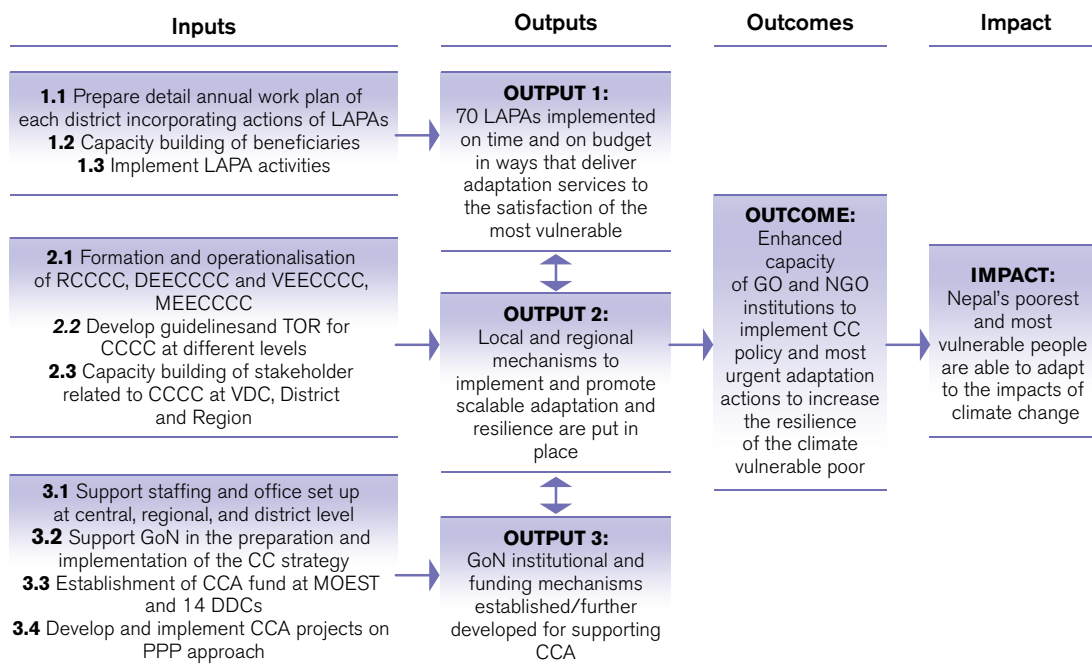 Inputs
Outputs
Outcomes
Impact
1.1 Prepare detail annual work plan of
each district incorporating actions of LAPAs
1.2 Capacity building of beneficiaries
1.3 Implement LAPA activities
2.1 Formation and operationalisation
of RCCCC, DEECCCC and VEECCCC,
MEECCCC
2.2 Develop guidelinesand TOR for
CCCC at different levels
2.3 Capacity building of stakeholder
related to CCCC at VDC, District
and Region
3.1 Support staffing and office set up
at central, regional, and district level
3.2 Support GoN in the preparation and
implementation of the CC strategy
3.3 Establishment of CCA fund at MOEST
and 14 DDCs
3.4 Develop and implement CCA projects on
PPP approach
OUTPUT 1:
70 LAPAs implemented
on time and on budget
in ways that deliver
adaptation services to
the satisfaction of the
most vulnerable
OUTPUT 2:
Local and regional
mechanisms to
implement and promote
scalable adaptation and
resilience are put in
place
OUTPUT 3:
GoN institutional and
funding mechanisms
established/further
developed for supporting
CCA
OUTCOME:
Enhanced
capacity
of GO and NGO
institutions to
implement CC
policy and most
urgent adaptation
actions to increase
the resilience
of the climate
vulnerable poor
IMPACT:
Nepal's poorest
and most
vulnerable people
are able to adapt
to the impacts of
climate change